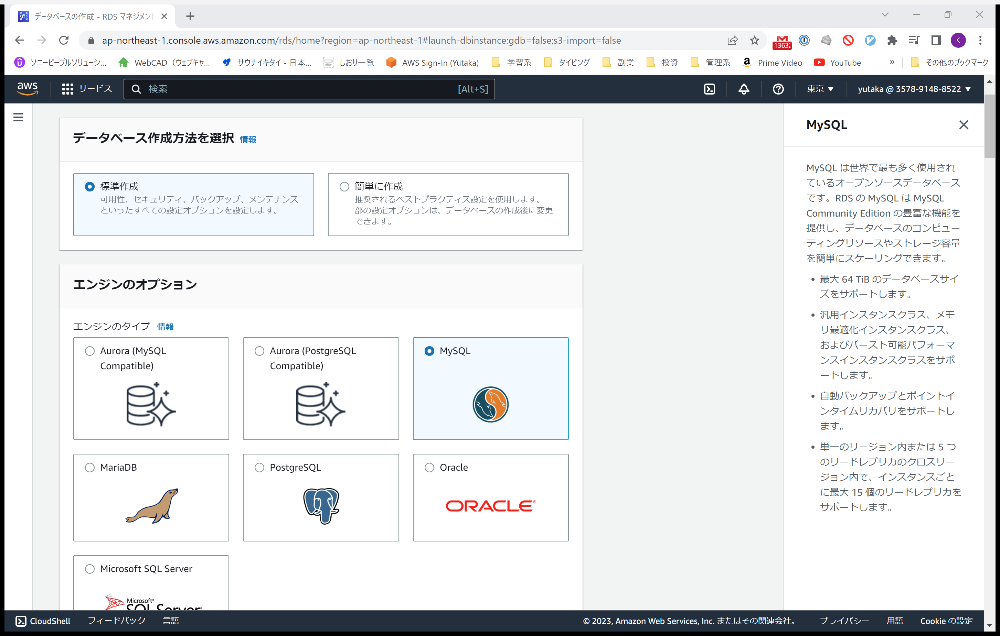 データベースの作成 - RDS マネジメント
ap-northeast-1.console.aws.amazon.com/rds/home?region=ap-northeast-1#launch-dbinstance:gdb=false;s3-import=false
ソニーピープルソリューシ... WebCAD（ウェブキャ... サウナイキタイ - 日本... しおり一覧 AWS Sign-In (Yutaka) 学習系 タイピング 副業 投資 管理系 Prime Video YouTube » その他のブックマーク
aws サービス 検索 [Alt+S] 東京 yutaka @ 3578-9148-8522
データベース作成方法を選択 情報
標準作成
可用性、セキュリティ、バックアップ、メンテナンス
といったすべての設定オプションを設定します。
簡単に作成
推奨されるベストプラクティス設定を使用します。一
部の設定オプションは、データベースの作成後に変更
できます。
エンジンのオプション
エンジンのタイプ 情報
Aurora (MySQL
Compatible)
Aurora (PostgreSQL
Compatible)
MySQL
MariaDB
PostgreSQL
Oracle
ORACLE
Microsoft SQL Server
Microsoft
SQL Server
MySQL
MySQL は世界で最も多く使用され
ているオープンソースデータベース
です。RDS の MySQL は MySQL
Community Edition の豊富な機能を
提供し、データベースのコンピュー
ティングリソースやストレージ容量
を簡単にスケーリングできます。
• 最大 64 TiB のデータベースサイ
ズをサポートします。
• 汎用インスタンスクラス、メモ
リ最適化インスタンスクラス、
およびバースト可能パフォーマ
ンスインスタンスクラスをサポ
ートします。
• 自動バックアップとポイントイ
ンタイムリカバリをサポートし
ます。
• 単一のリージョン内または 5 つ
のリードレプリカのクロスリー
ジョン内で、インスタンスごと
に最大 15 個のリードレプリカを
サポートします。
CloudShell フィードバック 言語 © 2023, Amazon Web Services, Inc. またはその関連会社。 プライバシー 用語 Cookie の設定